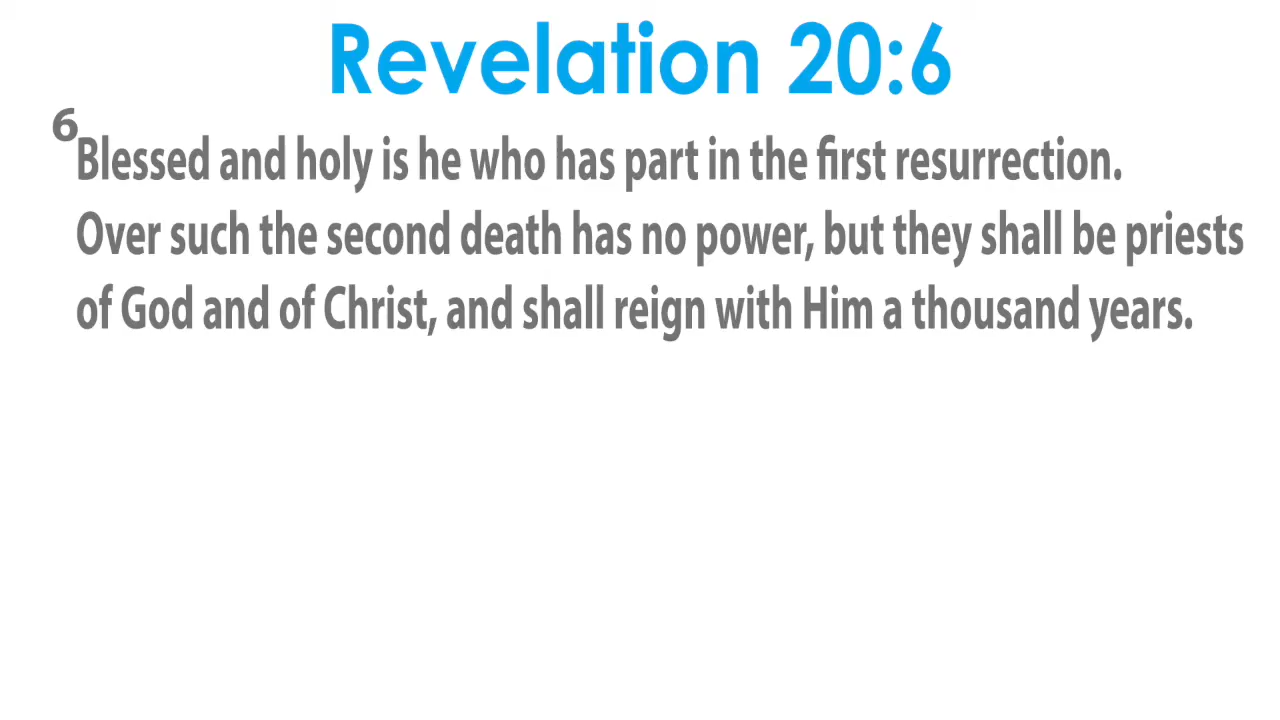 Revelation 20:6
6 Blessed and holy is he who has part in the first resurrection.
Over such the second death has no power, but they shall be priests
of God and of Christ, and shall reign with Him a thousand years.